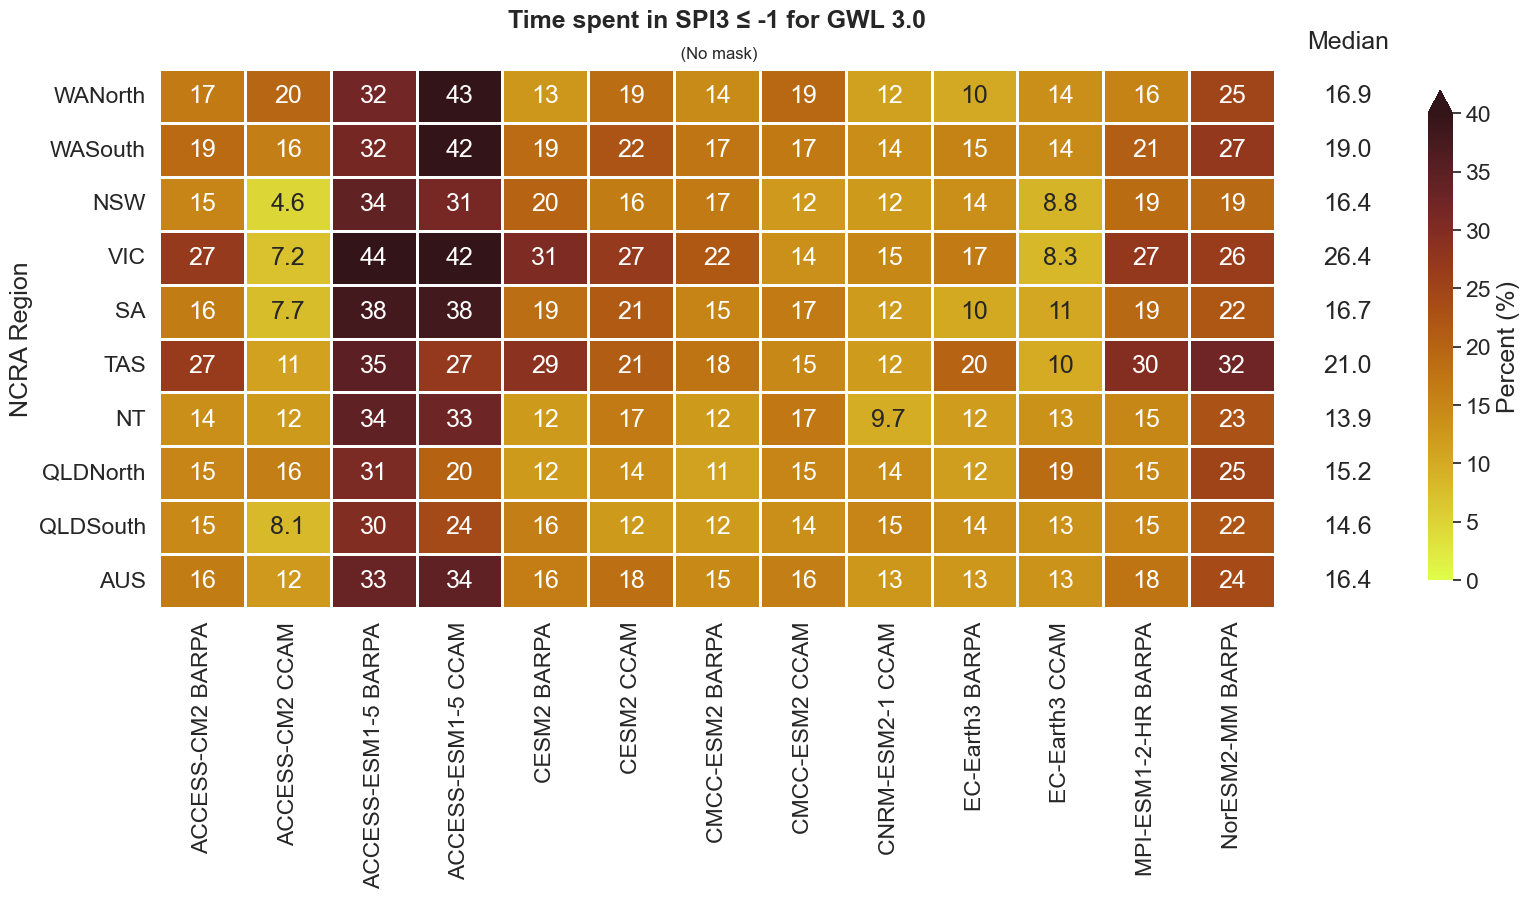 Time spent in SPI3 ≤ -1 for GWL 3.0
(No mask)
Median
NCRA Region
WANorth 17 20 32 43 13 19 14 19 12 10 14 16 25 16.9
WASouth 19 16 32 42 19 22 17 17 14 15 14 21 27 19.0
NSW 15 4.6 34 31 20 16 17 12 12 14 8.8 19 19 16.4
VIC 27 7.2 44 42 31 27 22 14 15 17 8.3 27 26 26.4
SA 16 7.7 38 38 19 21 15 17 12 10 11 19 22 16.7
TAS 27 11 35 27 29 21 18 15 12 20 10 30 32 21.0
NT 14 12 34 33 12 17 12 17 9.7 12 13 15 23 13.9
QLDNorth 15 16 31 20 12 14 11 15 14 12 19 15 25 15.2
QLDSouth 15 8.1 30 24 16 12 12 14 15 14 13 15 22 14.6
AUS 16 12 33 34 16 18 15 16 13 13 13 18 24 16.4
ACCESS-CM2 BARPA
ACCESS-CM2 CCAM
ACCESS-ESM1-5 BARPA
ACCESS-ESM1-5 CCAM
CESM2 BARPA
CESM2 CCAM
CMCC-ESM2 BARPA
CMCC-ESM2 CCAM
CNRM-ESM2-1 CCAM
EC-Earth3 BARPA
EC-Earth3 CCAM
MPI-ESM1-2-HR BARPA
NorESM2-MM BARPA
40
35
30
25
20
15
10
5
0
Percent (%)